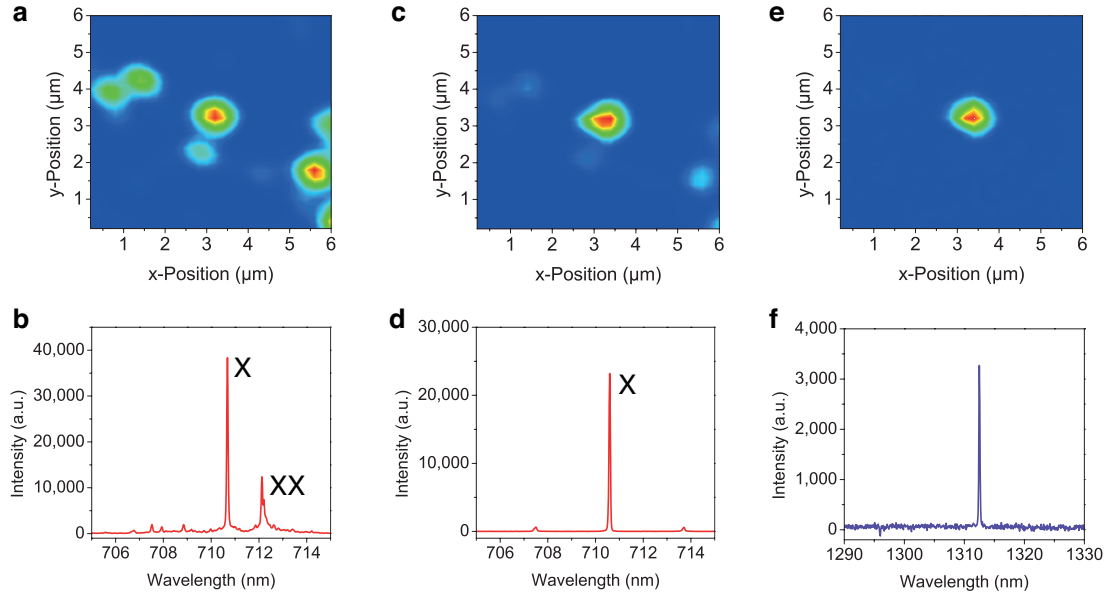 a
6
5
4
3
2
1
y-Position (µm)
1 2 3 4 5 6
x-Position (µm)
c
6
5
4
3
2
1
y-Position (µm)
1 2 3 4 5 6
x-Position (µm)
e
6
5
4
3
2
1
y-Position (µm)
1 2 3 4 5 6
x-Position (µm)
b
40,000
30,000
20,000
10,000
0
Intensity (a.u.)
X
XX
706 708 710 712 714
Wavelength (nm)
d
30,000
20,000
10,000
0
Intensity (a.u.)
X
706 708 710 712 714
Wavelength (nm)
f
4,000
3,000
2,000
1,000
0
Intensity (a.u.)
1290 1300 1310 1320 1330
Wavelength (nm)